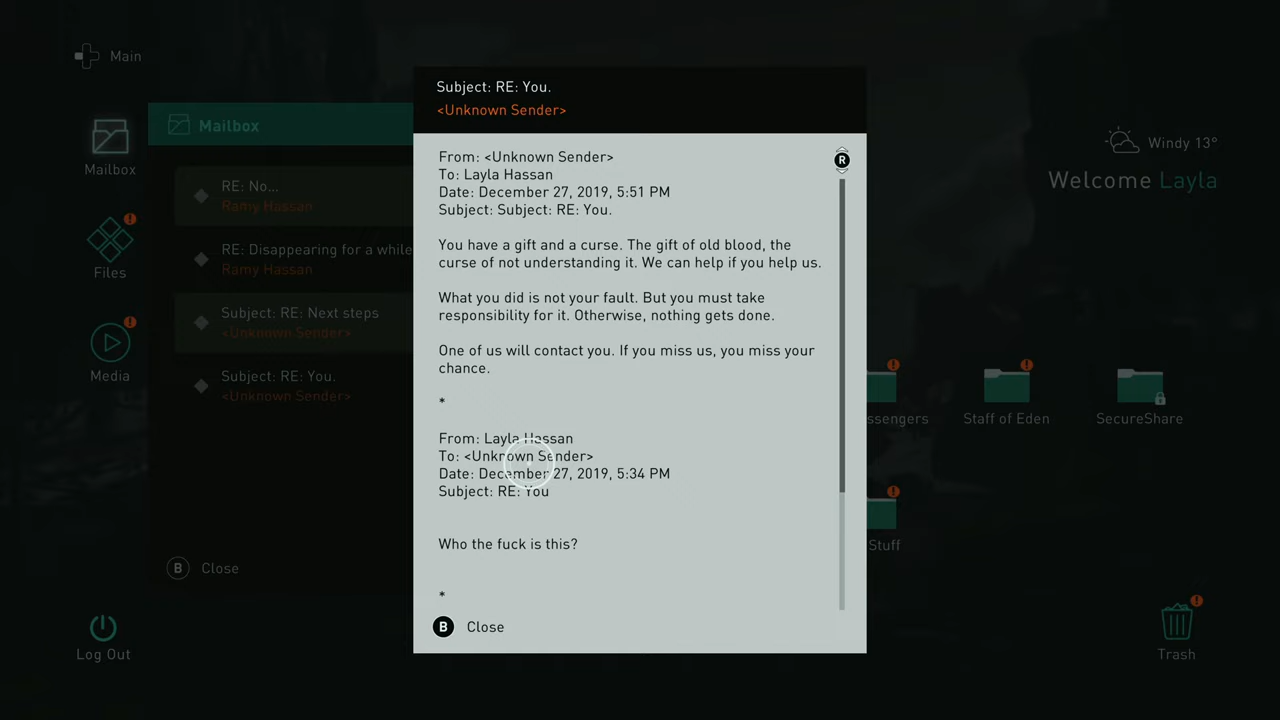 Main
Mailbox
Files
Media
Log Out
Mailbox
RE: No...
Ramy Hassan
RE: Disappearing for a while
Ramy Hassan
Subject: RE: Next steps
<Unknown Sender>
Subject: RE: You.
<Unknown Sender>
B Close
Subject: RE: You.
<Unknown Sender>
R
From: <Unknown Sender>
To: Layla Hassan
Date: December 27, 2019, 5:51 PM
Subject: Subject: RE: You.
You have a gift and a curse. The gift of old blood, the
curse of not understanding it. We can help if you help us.
What you did is not your fault. But you must take
responsibility for it. Otherwise, nothing gets done.
One of us will contact you. If you miss us, you miss your
chance.
*
From: Layla Hassan
To: <Unknown Sender>
Date: December 27, 2019, 5:34 PM
Subject: RE: You
Who the fuck is this?
*
B Close
Windy 13°
Welcome Layla
ssengers
Staff of Eden
SecureShare
Stuff
Trash